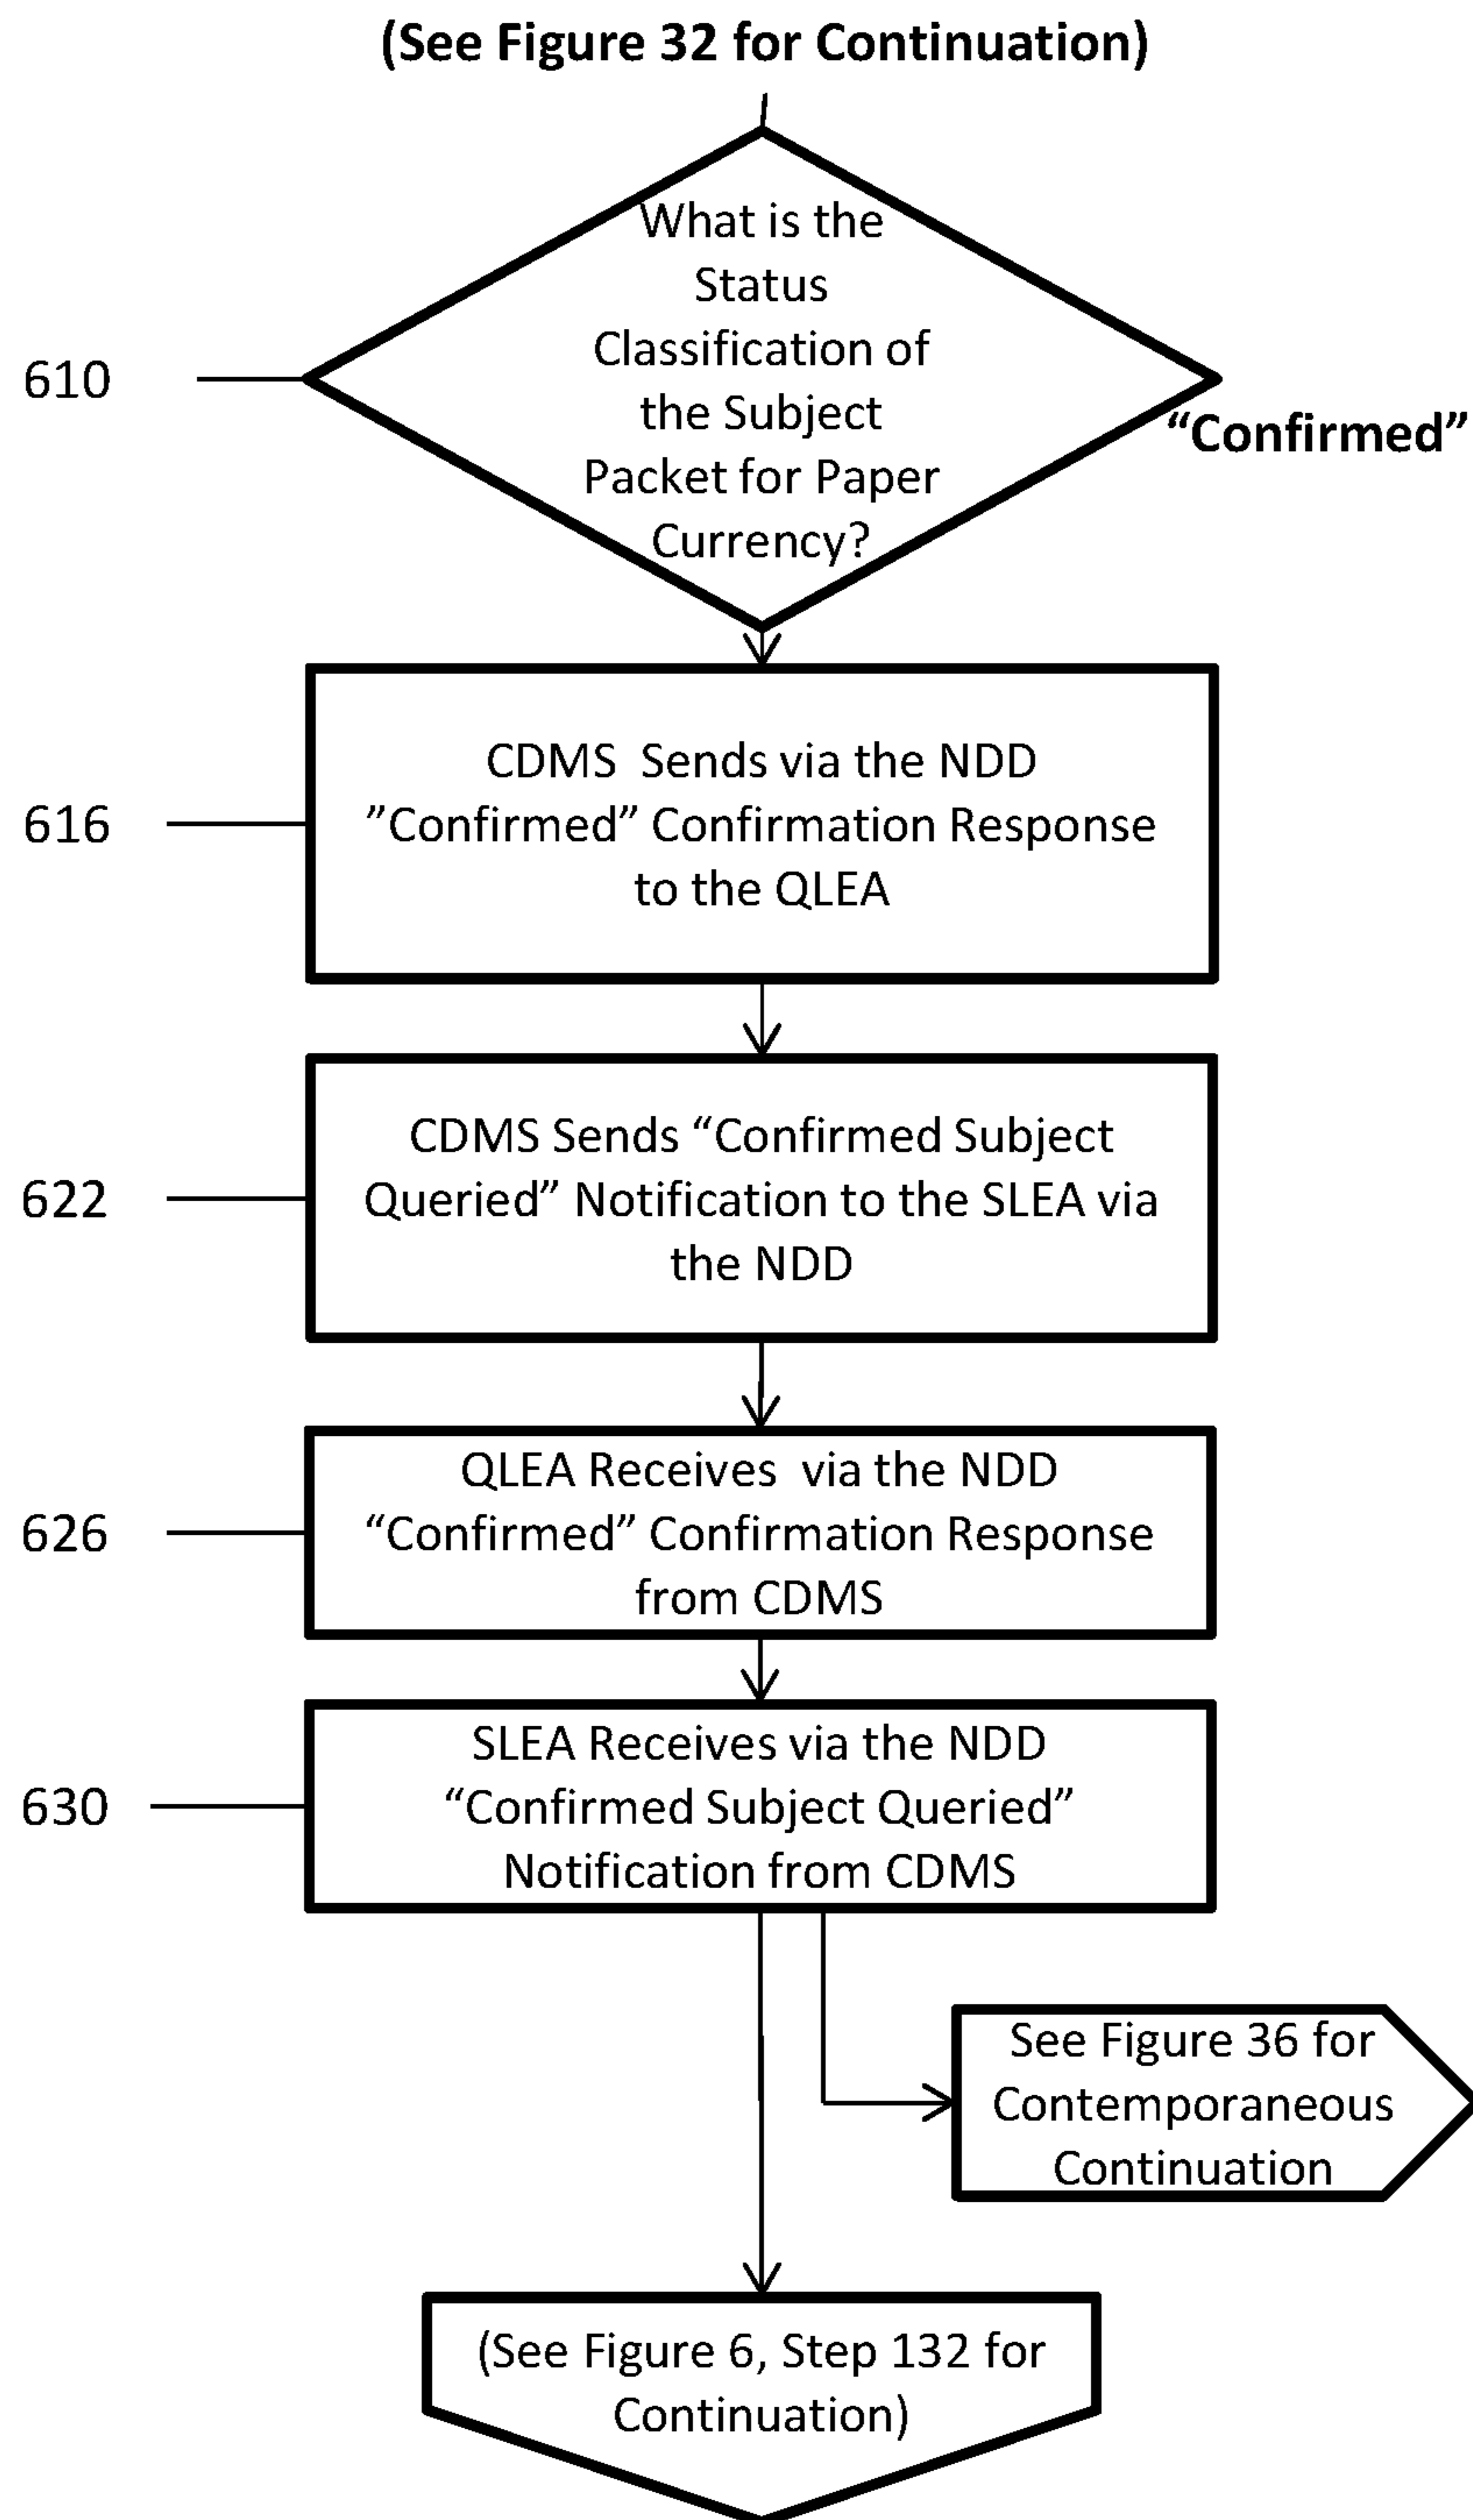 (See Figure 32 for Continuation)
What is the
Status
Classification of
the Subject
Packet for Paper
Currency?
610
“Confirmed”
CDMS  Sends via the NDD
”Confirmed” Confirmation Response
to the QLEA
616
CDMS Sends “Confirmed Subject
Queried” Notification to the SLEA via
the NDD
622
QLEA Receives  via the NDD
“Confirmed” Confirmation Response
from CDMS
626
SLEA Receives via the NDD
“Confirmed Subject Queried”
Notification from CDMS
630
See Figure 36 for
Contemporaneous
Continuation
(See Figure 6, Step 132 for
Continuation)